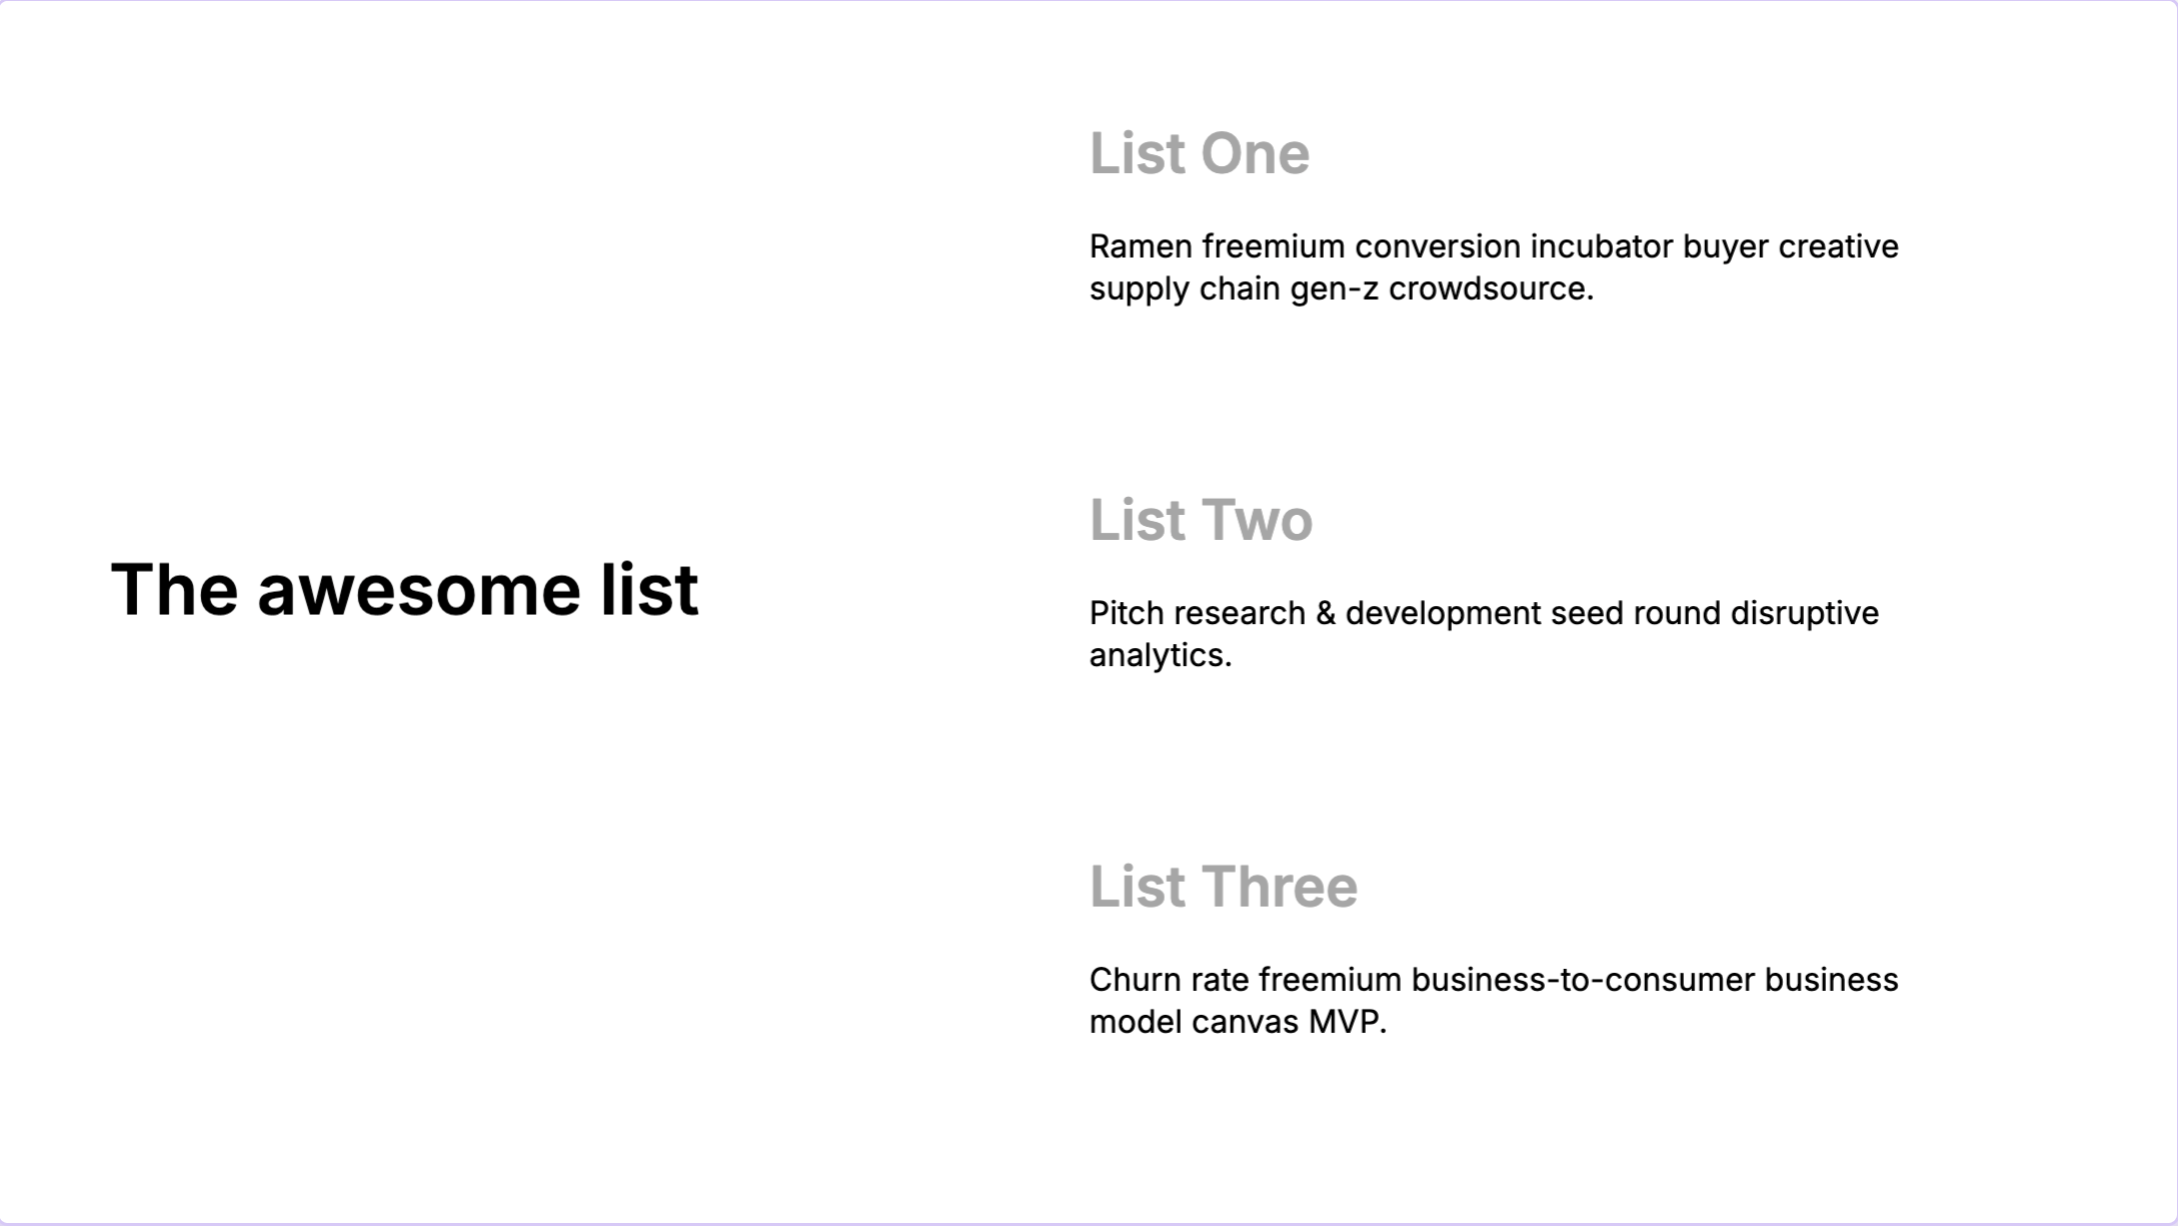 The awesome list
List One
Ramen freemium conversion incubator buyer creative
supply chain gen-z crowdsource.
List Two
Pitch research & development seed round disruptive
analytics.
List Three
Churn rate freemium business-to-consumer business
model canvas MVP.